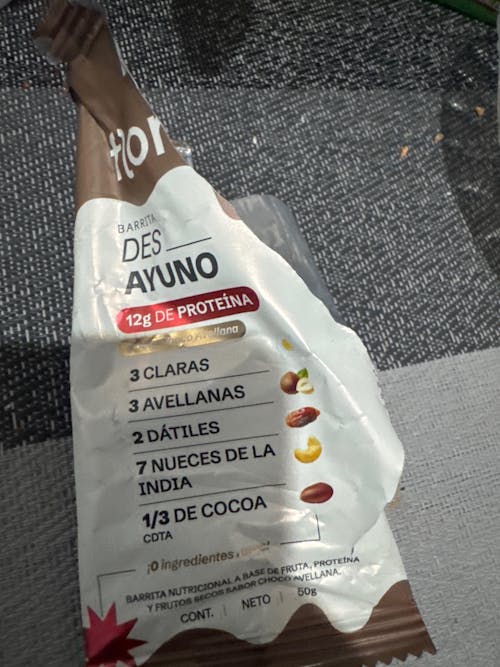 flor
BARRITA
DES
AYUNO
12g DE PROTEÍNA
Avellana
3 CLARAS
3 AVELLANAS
2 DÁTILES
7 NUECES DE LA
INDIA
1/3 DE COCOA
CDTA
¡0 ingredientes
BARRITA NUTRICIONAL A BASE DE FRUTA, PROTEÍNA
Y FRUTOS SECOS SABOR CHOCO AVELLANA.
CONT. | NETO | 50g